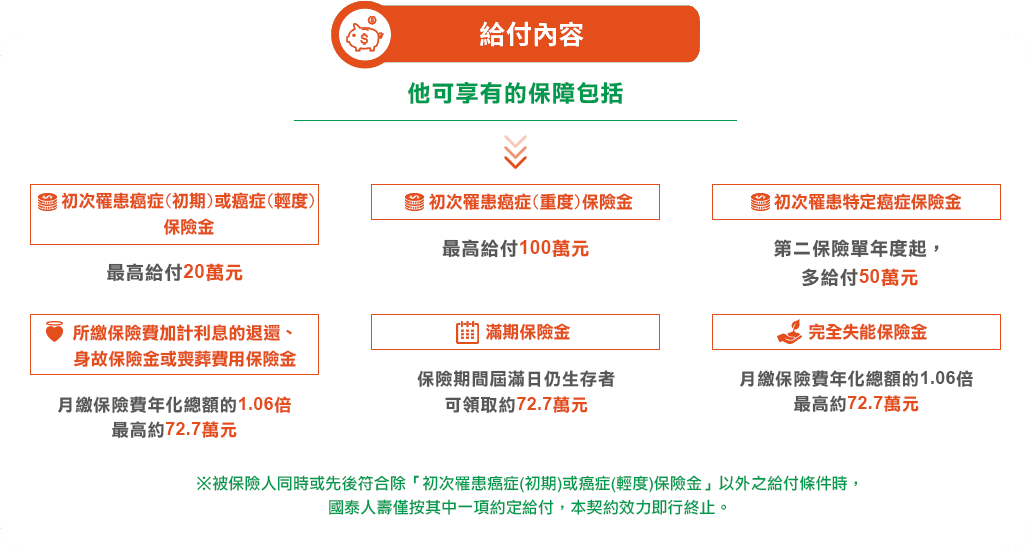 給付內容
他可享有的保障包括
初次罹患癌症(初期)或癌症(輕度)
保險金
最高給付20萬元
初次罹患癌症(重度)保險金
最高給付100萬元
初次罹患特定癌症保險金
第二保險單年度起，
多給付50萬元
所繳保險費加計利息的退還、
身故保險金或喪葬費用保險金
月繳保險費年化總額的1.06倍
最高約72.7萬元
滿期保險金
保險期間屆滿日仍生存者
可領取約72.7萬元
完全失能保險金
月繳保險費年化總額的1.06倍
最高約72.7萬元
※被保險人同時或先後符合除「初次罹患癌症(初期)或癌症(輕度)保險金」以外之給付條件時，
國泰人壽僅按其中一項約定給付，本契約效力即行終止。